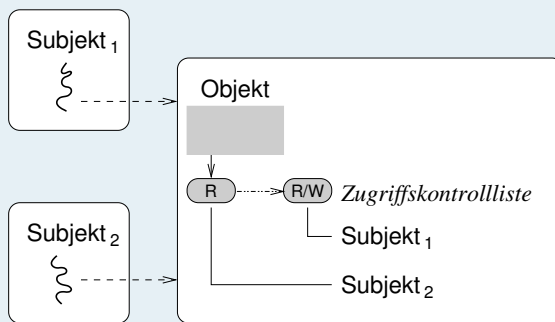 Subjekt 1
Objekt
R
R/W
Zugriffskontrollliste
Subjekt 2
Subjekt 1
Subjekt 2